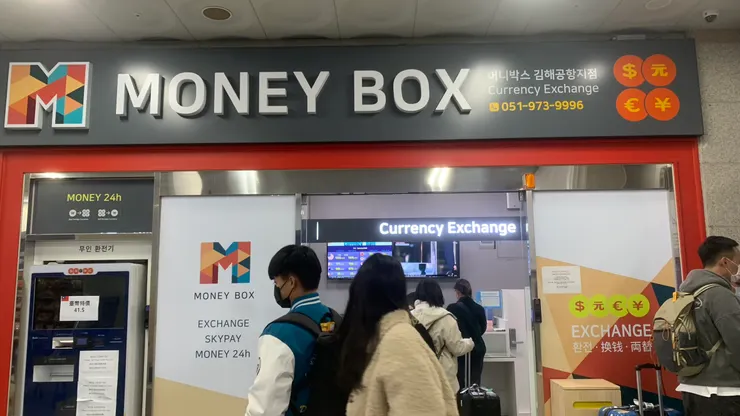 MONEY BOX
머니박스 김해공항지점
Currency Exchange
051-973-9996
$ 元
€ ¥
MONEY 24h
무인 환전기
41.5
MONEY BOX
EXCHANGE
SKYPAY
MONEY 24h
Currency Exchange
$ 元 € ¥
EXCHANGE
환전 · 换钱 · 両替